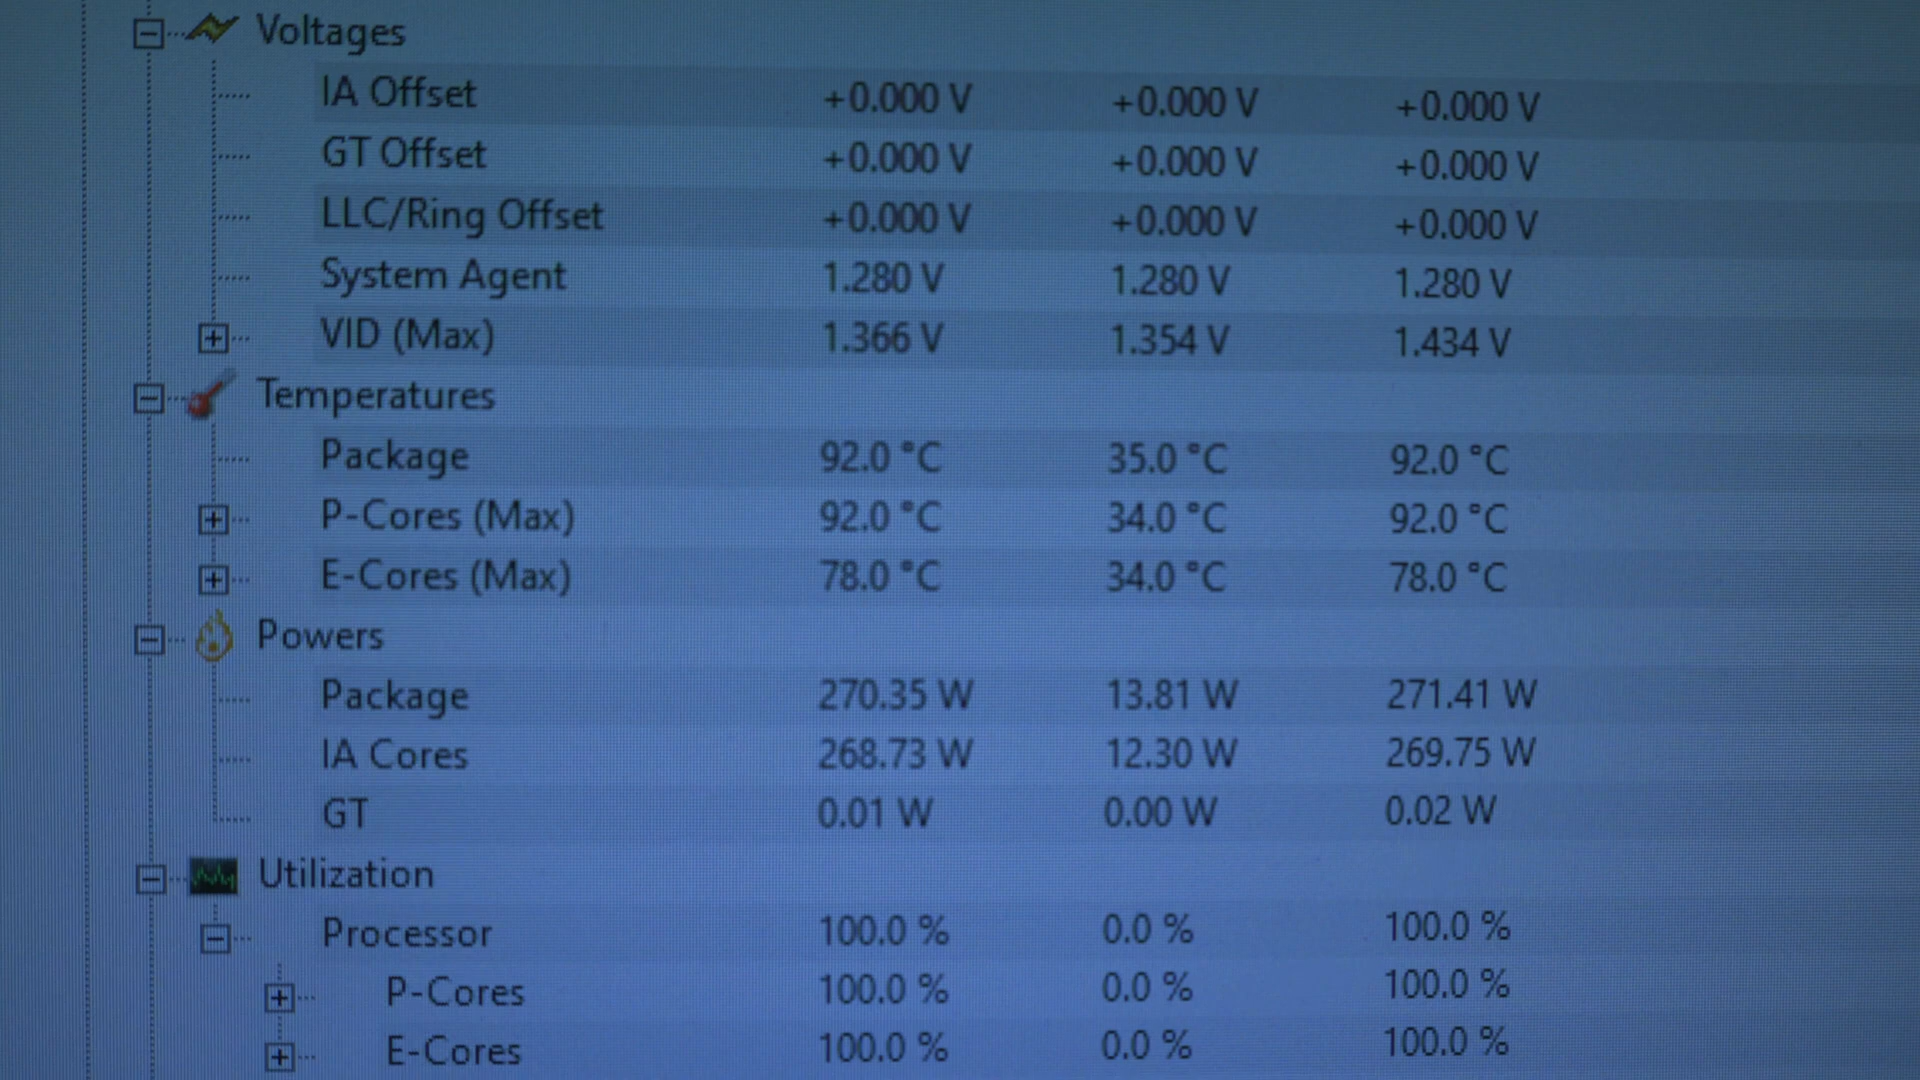 Voltages
IA Offset +0.000 V +0.000 V +0.000 V
GT Offset +0.000 V +0.000 V +0.000 V
LLC/Ring Offset +0.000 V +0.000 V +0.000 V
System Agent 1.280 V 1.280 V 1.280 V
VID (Max) 1.366 V 1.354 V 1.434 V
Temperatures
Package 92.0 °C 35.0 °C 92.0 °C
P-Cores (Max) 92.0 °C 34.0 °C 92.0 °C
E-Cores (Max) 78.0 °C 34.0 °C 78.0 °C
Powers
Package 270.35 W 13.81 W 271.41 W
IA Cores 268.73 W 12.30 W 269.75 W
GT 0.01 W 0.00 W 0.02 W
Utilization
Processor 100.0 % 0.0 % 100.0 %
P-Cores 100.0 % 0.0 % 100.0 %
E-Cores 100.0 % 0.0 % 100.0 %